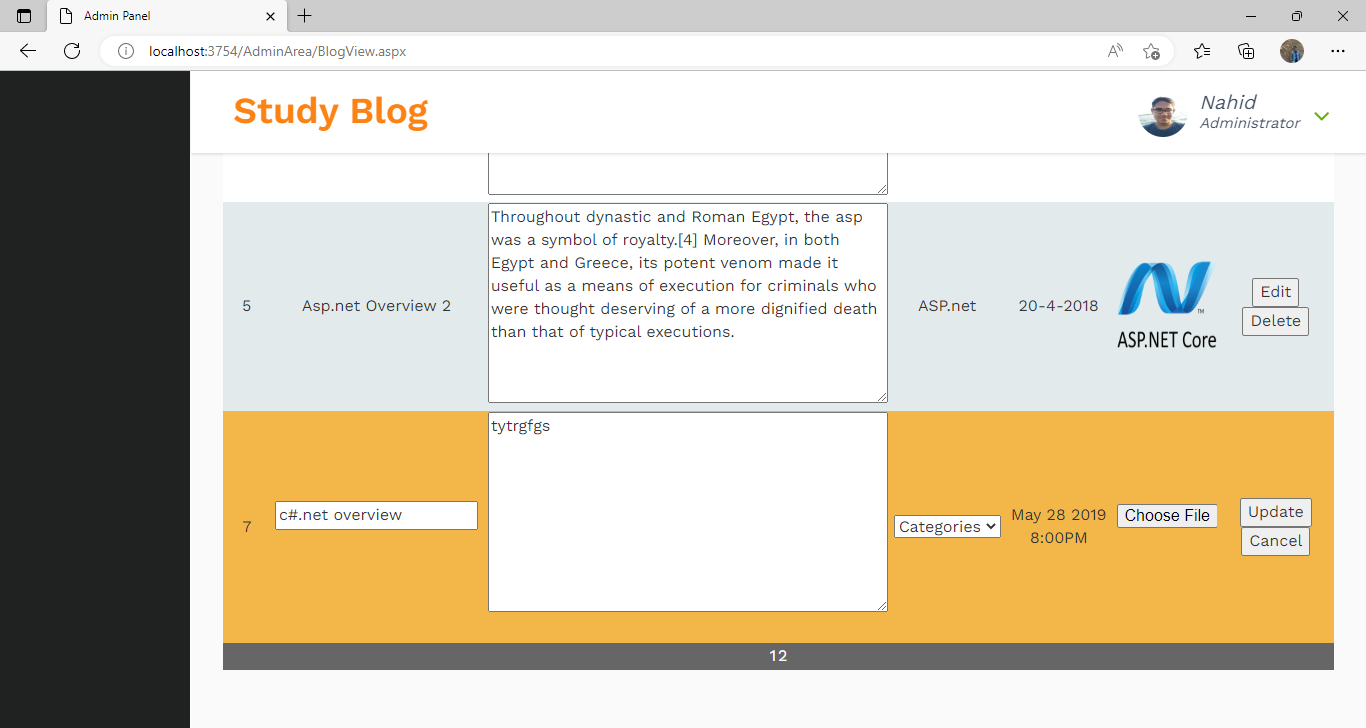 Admin Panel
localhost:3754/AdminArea/BlogView.aspx
Study Blog
Nahid
Administrator
5
Asp.net Overview 2
Throughout dynastic and Roman Egypt, the asp
was a symbol of royalty.[4] Moreover, in both
Egypt and Greece, its potent venom made it
useful as a means of execution for criminals who
were thought deserving of a more dignified death
than that of typical executions.
ASP.net
20-4-2018
ASP.NET Core
Edit
Delete
7
c#.net overview
tytrgfgs
Categories
May 28 2019
8:00PM
Choose File
Update
Cancel
12